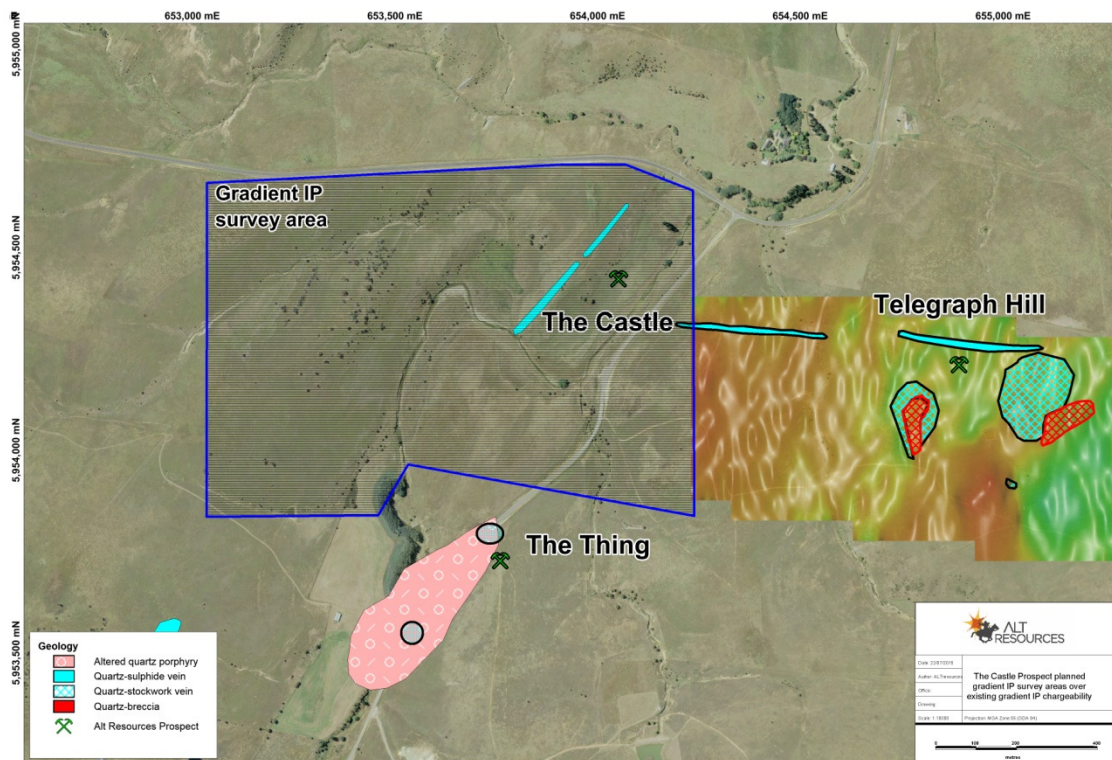 653,000 mE 653,500 mE 654,000 mE 654,500 mE 655,000 mE
5,955,000 mN
5,954,500 mN
5,954,000 mN
5,953,500 mN
Gradient IP
survey area
The Castle
Telegraph Hill
The Thing
Geology
Altered quartz porphyry
Quartz-sulphide vein
Quartz-stockwork vein
Quartz-breccia
Alt Resources Prospect
ALT
RESOURCES
Author:
Office:
Drawing:
The Castle Prospect planned
gradient IP survey areas over
existing gradient IP chargeability
0 100 200 400
metres